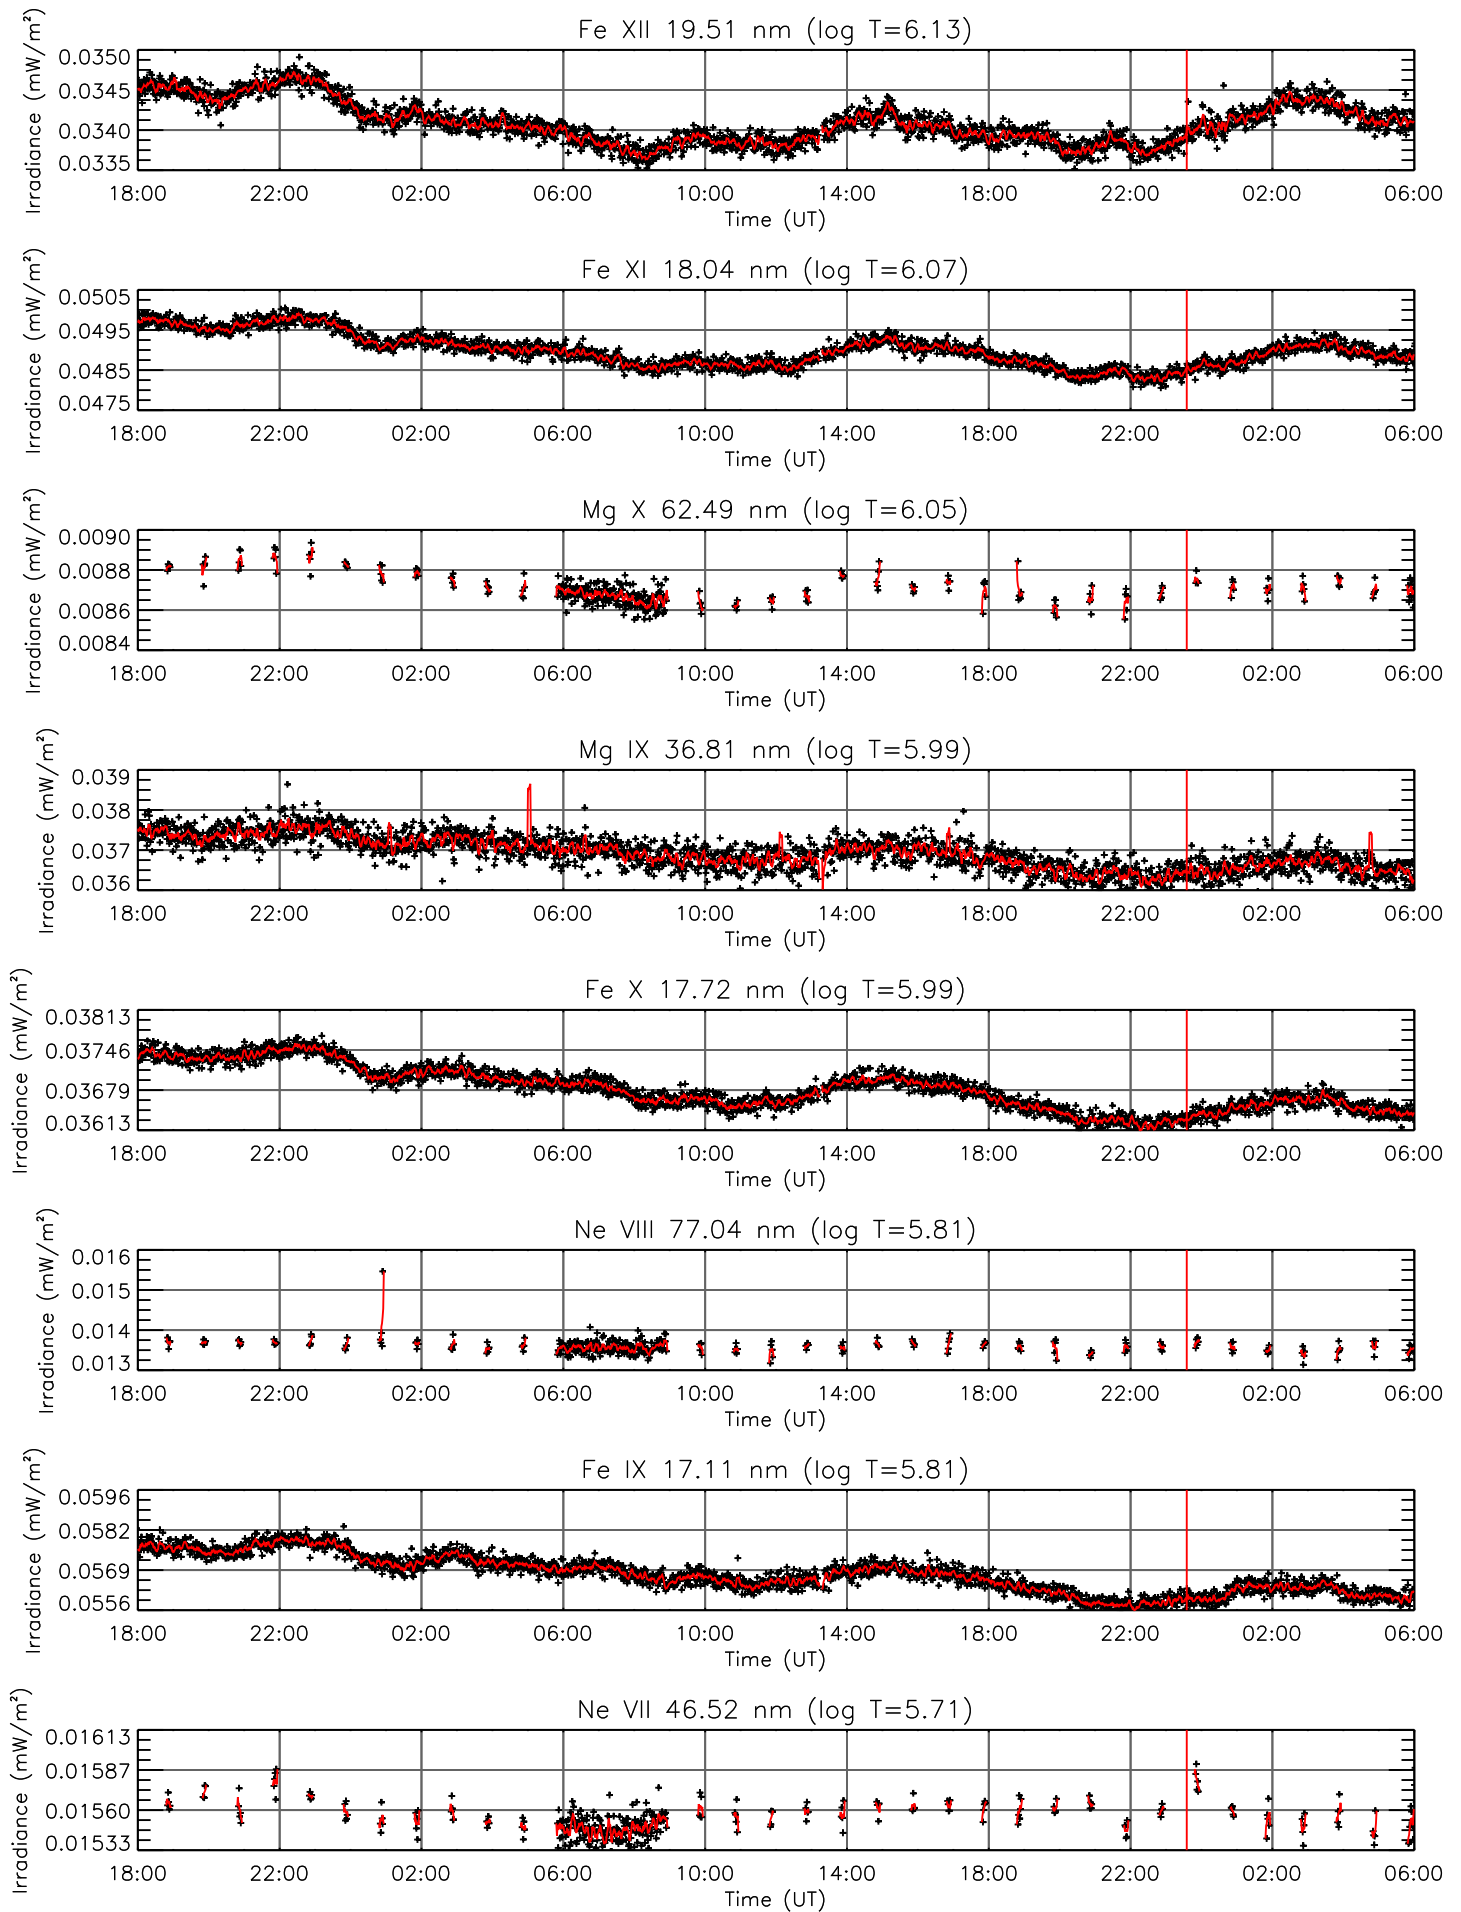 Fe XII 19.51 nm (log T=6.13)
Irradiance (mW/m²)
0.0350
0.0345
0.0340
0.0335
18:00 22:00 02:00 06:00 10:00 14:00 18:00 22:00 02:00 06:00
Time (UT)
Fe XI 18.04 nm (log T=6.07)
Irradiance (mW/m²)
0.0505
0.0495
0.0485
0.0475
18:00 22:00 02:00 06:00 10:00 14:00 18:00 22:00 02:00 06:00
Time (UT)
Mg X 62.49 nm (log T=6.05)
Irradiance (mW/m²)
0.0090
0.0088
0.0086
0.0084
18:00 22:00 02:00 06:00 10:00 14:00 18:00 22:00 02:00 06:00
Time (UT)
Mg IX 36.81 nm (log T=5.99)
Irradiance (mW/m²)
0.039
0.038
0.037
0.036
18:00 22:00 02:00 06:00 10:00 14:00 18:00 22:00 02:00 06:00
Time (UT)
Fe X 17.72 nm (log T=5.99)
Irradiance (mW/m²)
0.03813
0.03746
0.03679
0.03613
18:00 22:00 02:00 06:00 10:00 14:00 18:00 22:00 02:00 06:00
Time (UT)
Ne VIII 77.04 nm (log T=5.81)
Irradiance (mW/m²)
0.016
0.015
0.014
0.013
18:00 22:00 02:00 06:00 10:00 14:00 18:00 22:00 02:00 06:00
Time (UT)
Fe IX 17.11 nm (log T=5.81)
Irradiance (mW/m²)
0.0596
0.0582
0.0569
0.0556
18:00 22:00 02:00 06:00 10:00 14:00 18:00 22:00 02:00 06:00
Time (UT)
Ne VII 46.52 nm (log T=5.71)
Irradiance (mW/m²)
0.01613
0.01587
0.01560
0.01533
18:00 22:00 02:00 06:00 10:00 14:00 18:00 22:00 02:00 06:00
Time (UT)